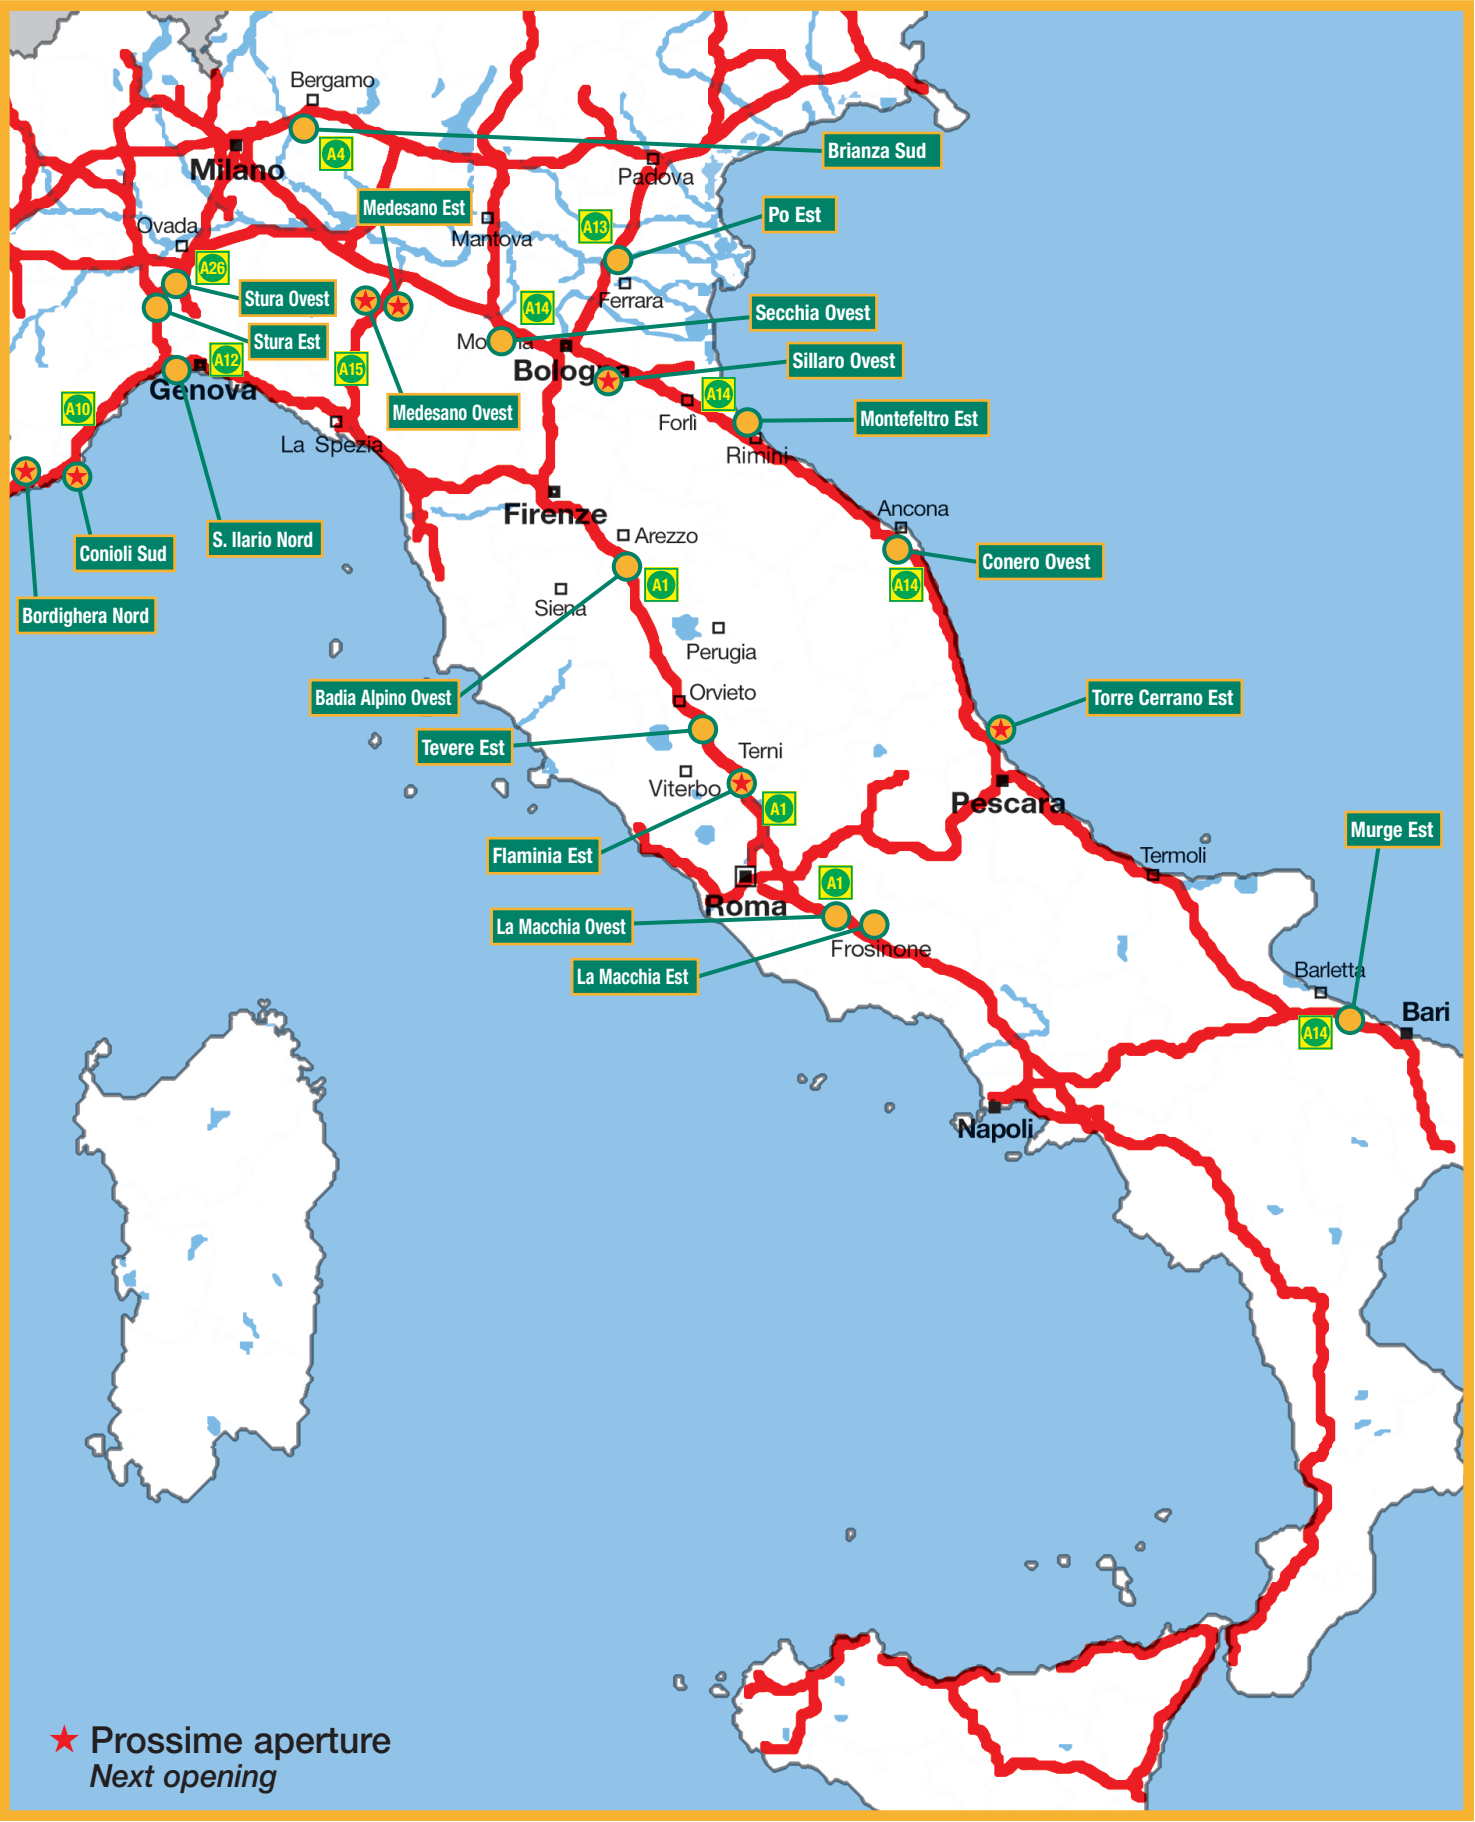 Bergamo
Brianza Sud
A4
Milano
Padova
Medesano Est
Po Est
Ovada
Mantova
A13
A26
Stura Ovest
Ferrara
A14
Secchia Ovest
Stura Est
Mo
a
Bologna
A12
A15
Sillaro Ovest
Genova
A10
Medesano Ovest
A14
Forlì
Montefeltro Est
La Spezia
Rimini
Firenze
Ancona
S. Ilario Nord
Arezzo
Conioli Sud
Conero Ovest
A1
A14
Bordighera Nord
Siena
Perugia
Orvieto
Badia Alpino Ovest
Torre Cerrano Est
Tevere Est
Terni
Viterbo
A1
Pescara
Murge Est
Flaminia Est
Termoli
A1
Roma
La Macchia Ovest
Frosinone
La Macchia Est
Barletta
Bari
A14
Napoli
Prossime aperture
Next opening